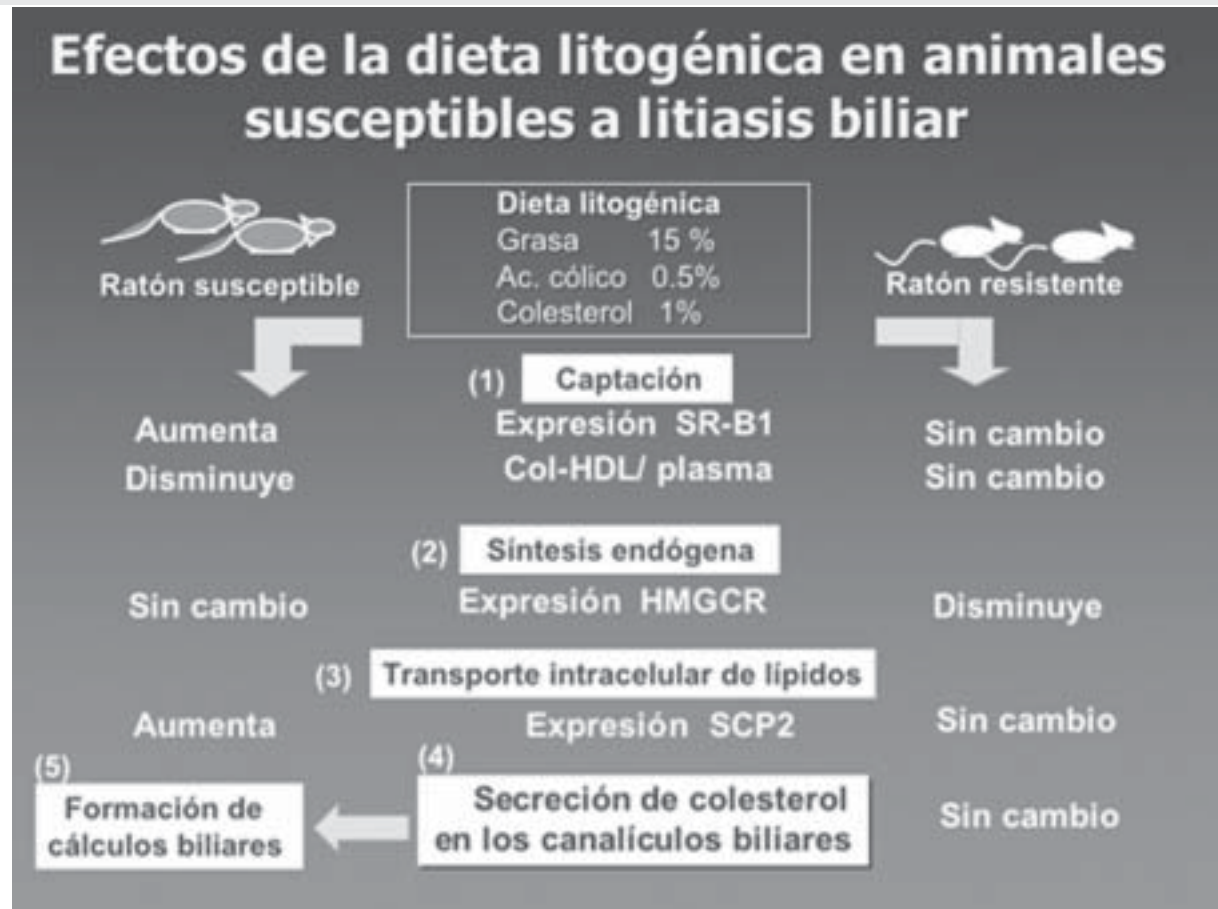 Efectos de la dieta litogénica en animales
susceptibles a litiasis biliar
Dieta litogénica
Grasa 15 %
Ac. cólico 0.5%
Colesterol 1%
Ratón susceptible
Ratón resistente
(1) Captación
Aumenta Expresión SR-B1 Sin cambio
Disminuye Col-HDL/ plasma Sin cambio
(2) Síntesis endógena
Sin cambio Expresión HMGCR Disminuye
(3) Transporte intracelular de lípidos
Aumenta Expresión SCP2 Sin cambio
(5)
Formación de
cálculos biliares
(4)
Secreción de colesterol
en los canalículos biliares
Sin cambio